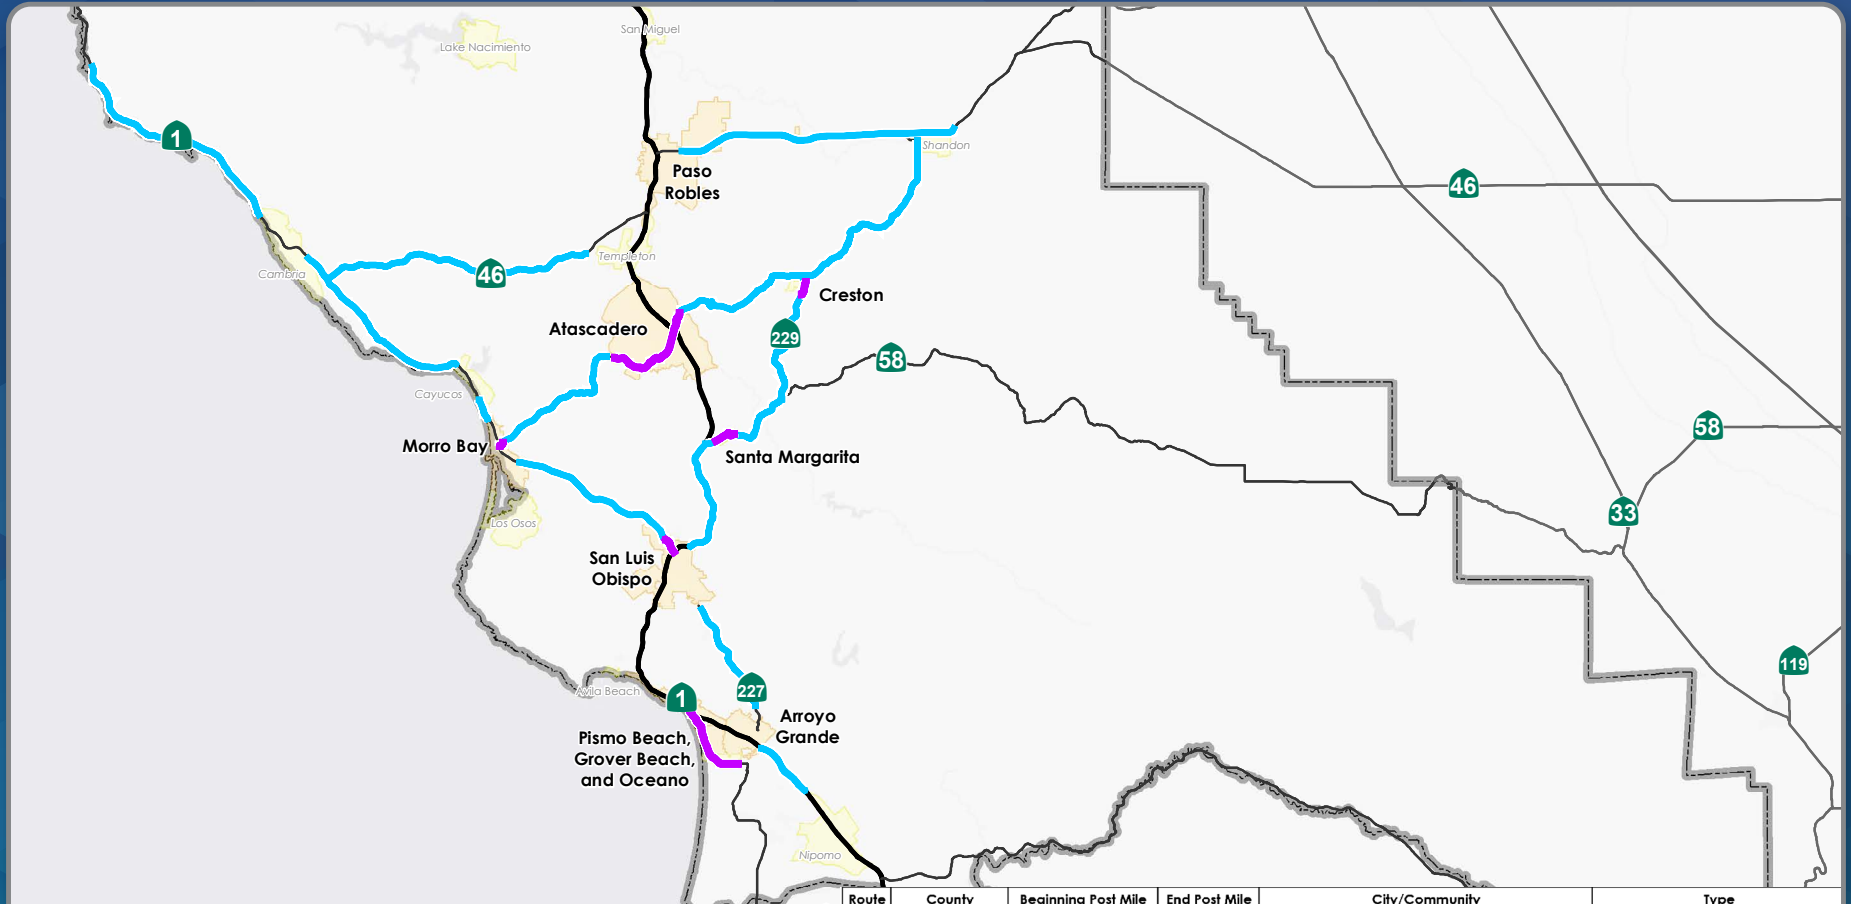 San Miguel
Lake Nacimiento
1
Shandon
Paso
Robles
46
Templeton
Cambria
46
Creston
Atascadero
229
58
Cayucos
58
Morro Bay
Santa Margarita
33
Los Osos
San Luis
Obispo
119
Avila Beach
1
227
Arroyo
Grande
Pismo Beach,
Grover Beach,
and Oceano
Nipomo
Route County Beginning Post Mile End Post Mile City/Community Type